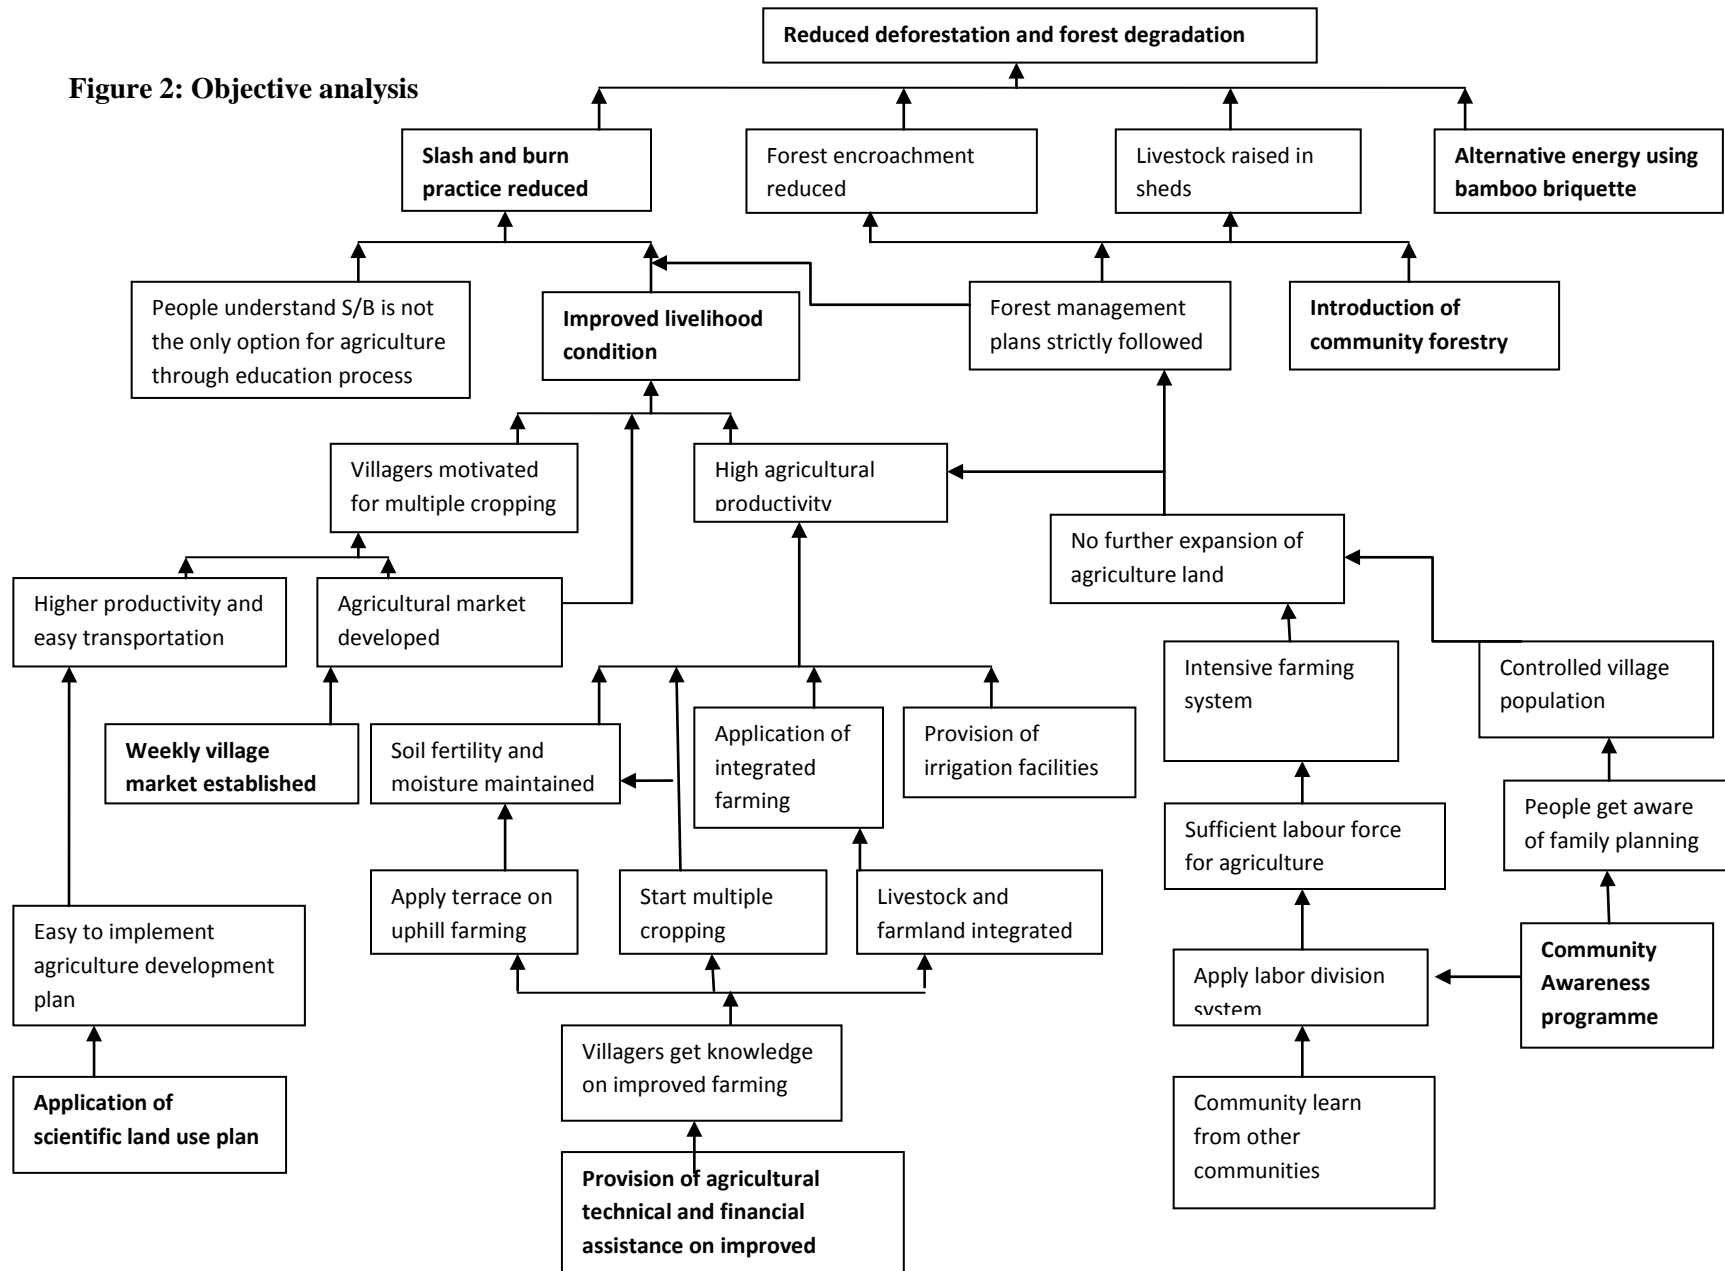 Reduced deforestation and forest degradation
Figure 2: Objective analysis
Slash and burn
practice reduced
Forest encroachment
reduced
Livestock raised in
sheds
Alternative energy using
bamboo briquette
People understand S/B is not
the only option for agriculture
through education process
Improved livelihood
condition
Forest management
plans strictly followed
Introduction of
community forestry
Villagers motivated
for multiple cropping
High agricultural
productivity
No further expansion of
agriculture land
Higher productivity and
easy transportation
Agricultural market
developed
Intensive farming
system
Controlled village
population
Weekly village
market established
Soil fertility and
moisture maintained
Application of
integrated
farming
Provision of
irrigation facilities
Sufficient labour force
for agriculture
People get aware
of family planning
Apply terrace on
uphill farming
Start multiple
cropping
Livestock and
farmland integrated
Easy to implement
agriculture development
plan
Apply labor division
system
Community
Awareness
programme
Villagers get knowledge
on improved farming
Application of
scientific land use plan
Community learn
from other
communities
Provision of agricultural
technical and financial
assistance on improved